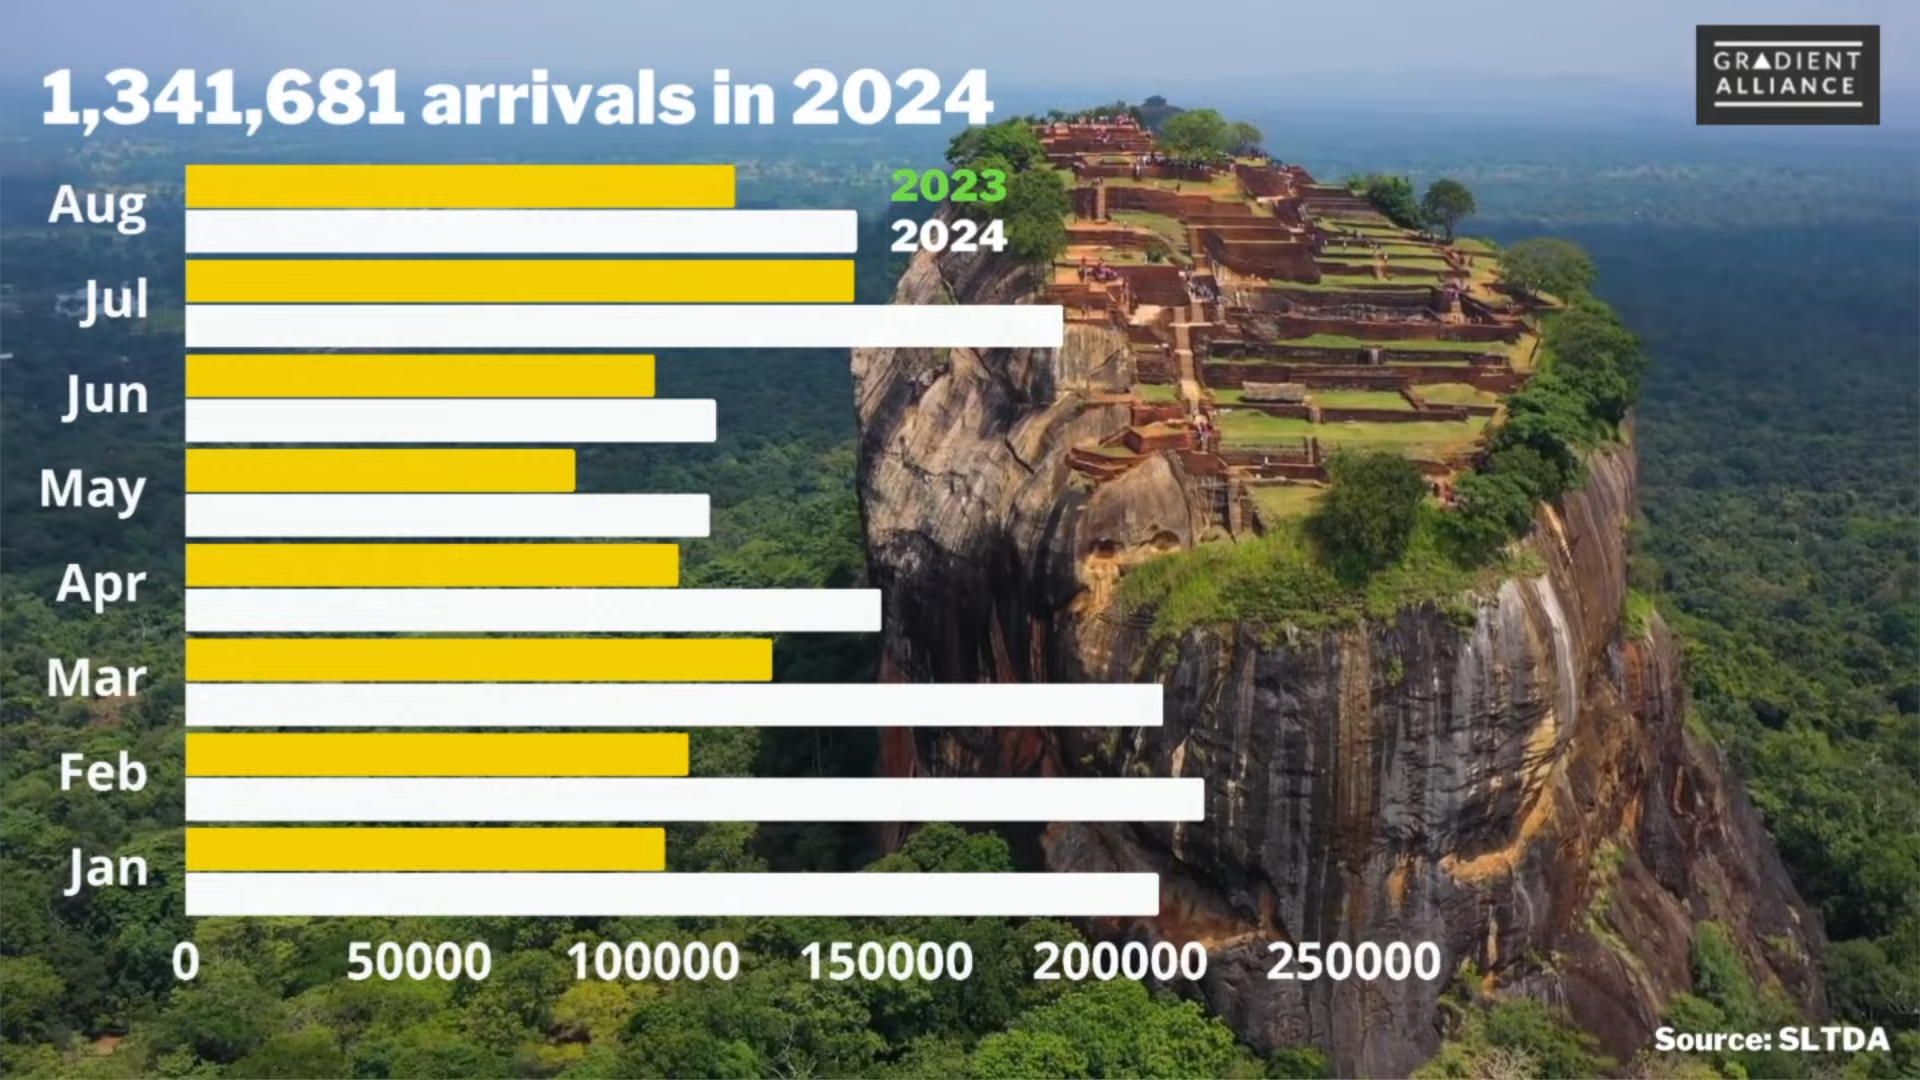 GRADIENT
ALLIANCE
1,341,681 arrivals in 2024
2023
2024
Aug
Jul
Jun
May
Apr
Mar
Feb
Jan
0 50000 100000 150000 200000 250000
Source: SLTDA